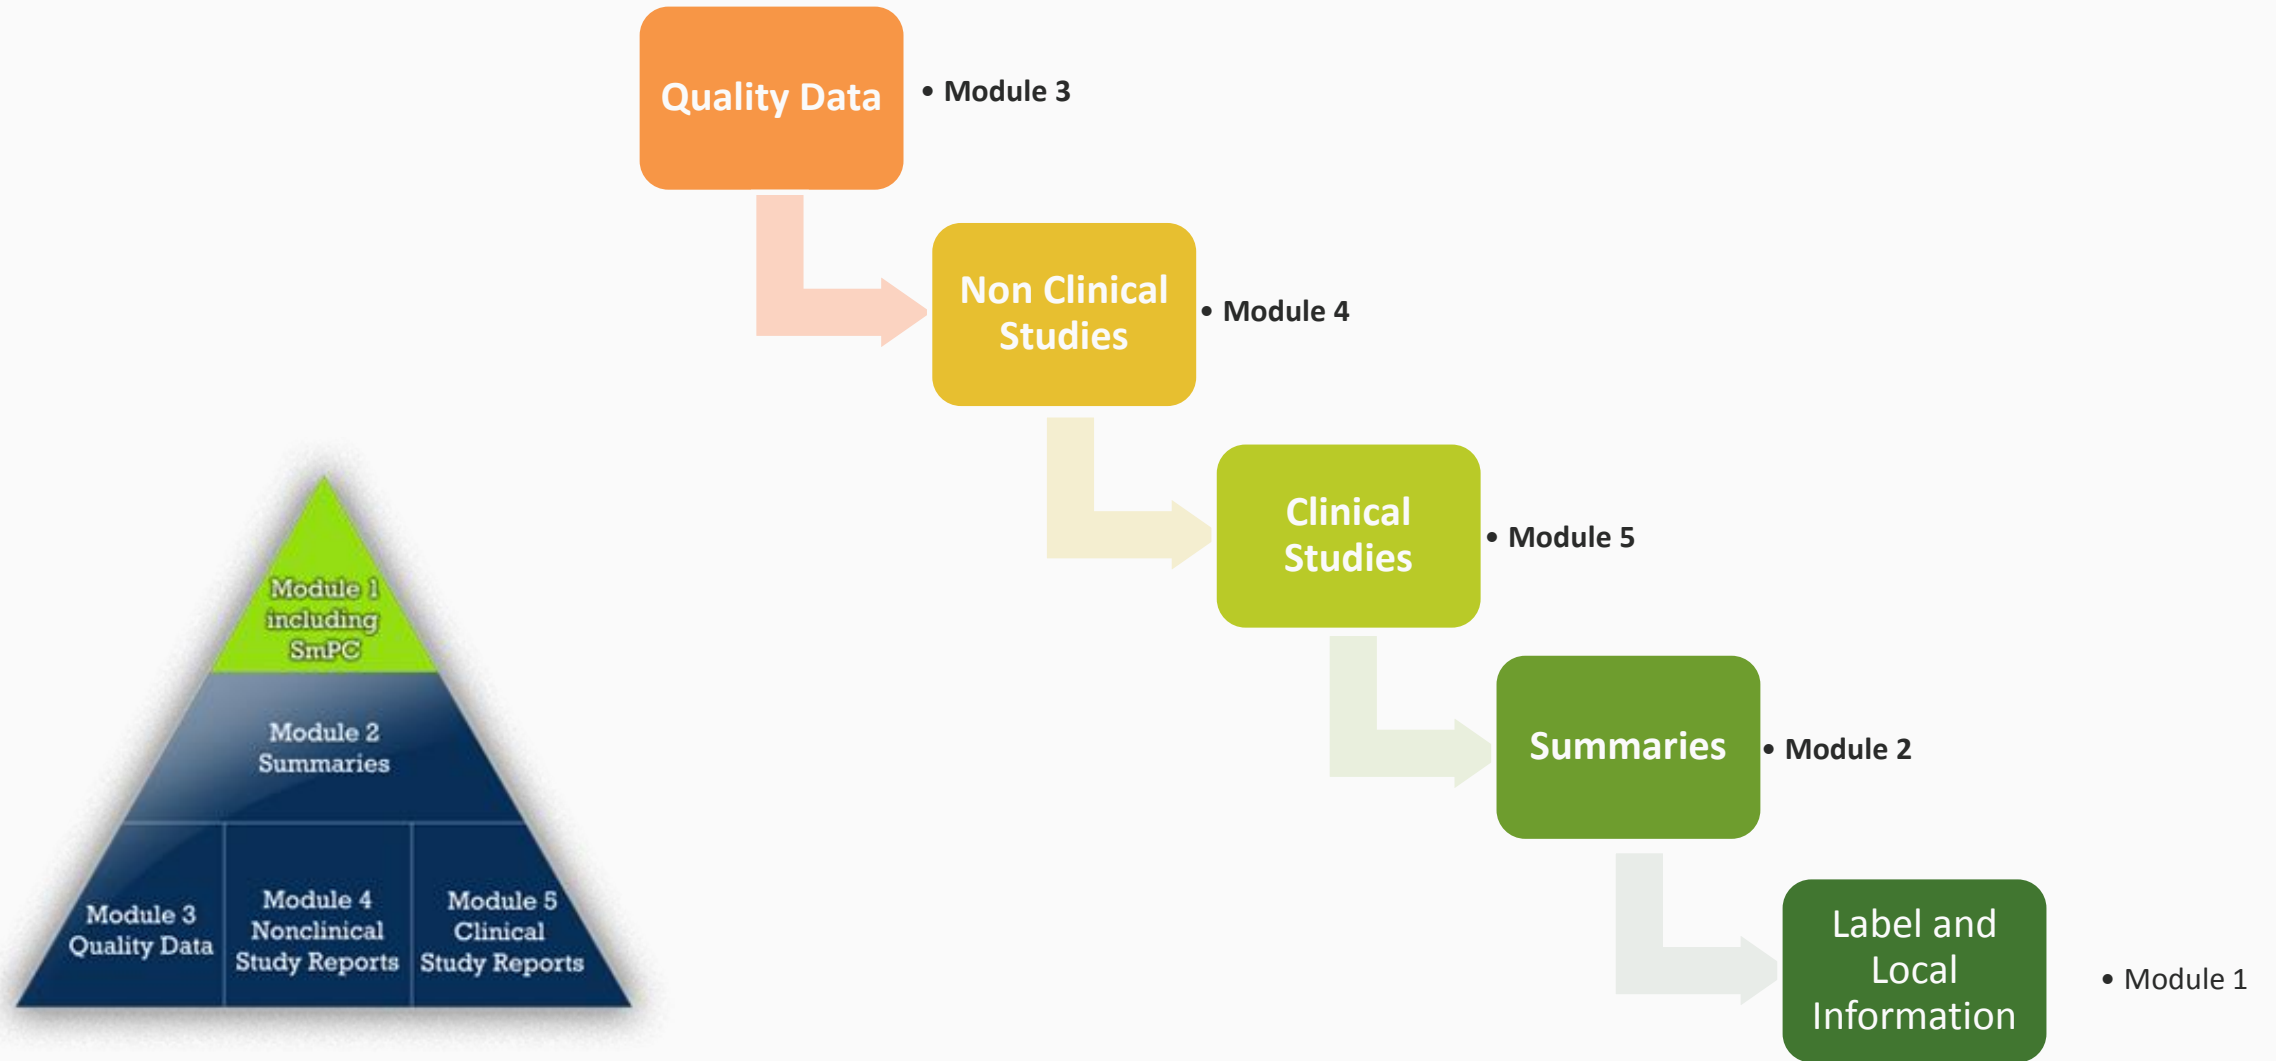 Quality Data
• Module 3
Non Clinical
Studies
• Module 4
Clinical
Studies
• Module 5
Summaries
• Module 2
Label and
Local
Information
• Module 1
Module 1
including
SmPC
Module 2
Summaries
Module 3
Quality Data
Module 4
Nonclinical
Study Reports
Module 5
Clinical
Study Reports